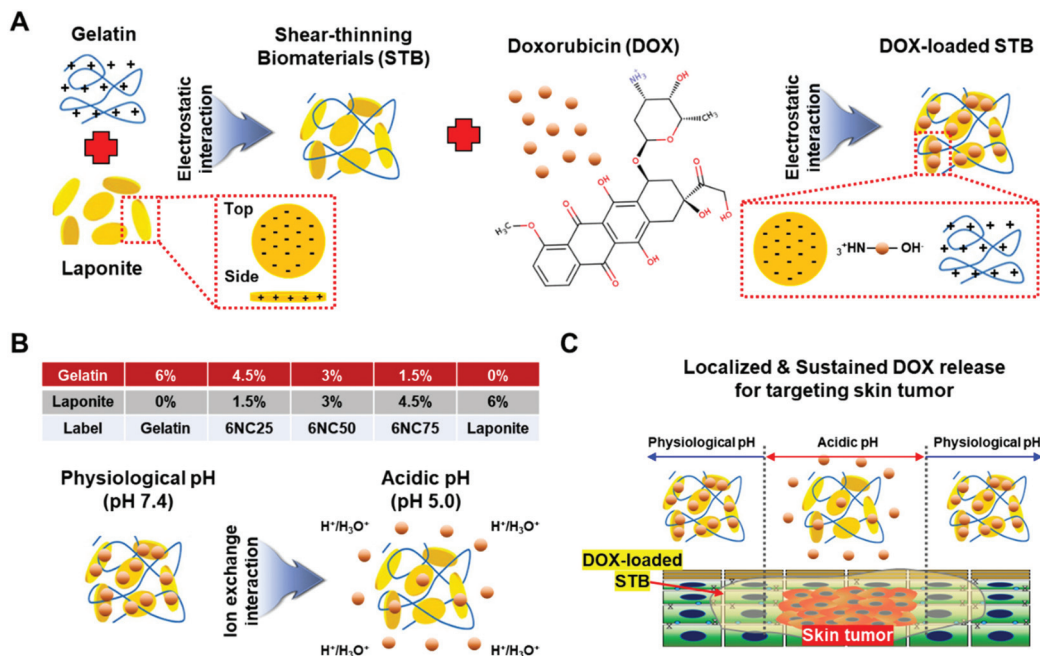 A
Gelatin
Laponite
Electrostatic
interaction
Top
Side
Shear-thinning
Biomaterials (STB)
Doxorubicin (DOX)
NH₃⁺
OH
CH₃
O
O
OH
O
OH
HO
O
H₃C
O
O
OH
Electrostatic
interaction
DOX-loaded STB
₃⁺HN
OH⁻
B
Gelatin 6% 4.5% 3% 1.5% 0%
Laponite 0% 1.5% 3% 4.5% 6%
Label Gelatin 6NC25 6NC50 6NC75 Laponite
Physiological pH
(pH 7.4)
Ion exchange
interaction
Acidic pH
(pH 5.0)
H⁺/H₃O⁺
H⁺/H₃O⁺
H⁺/H₃O⁺
H⁺/H₃O⁺
C
Localized & Sustained DOX release
for targeting skin tumor
Physiological pH
Acidic pH
Physiological pH
DOX-loaded
STB
Skin tumor